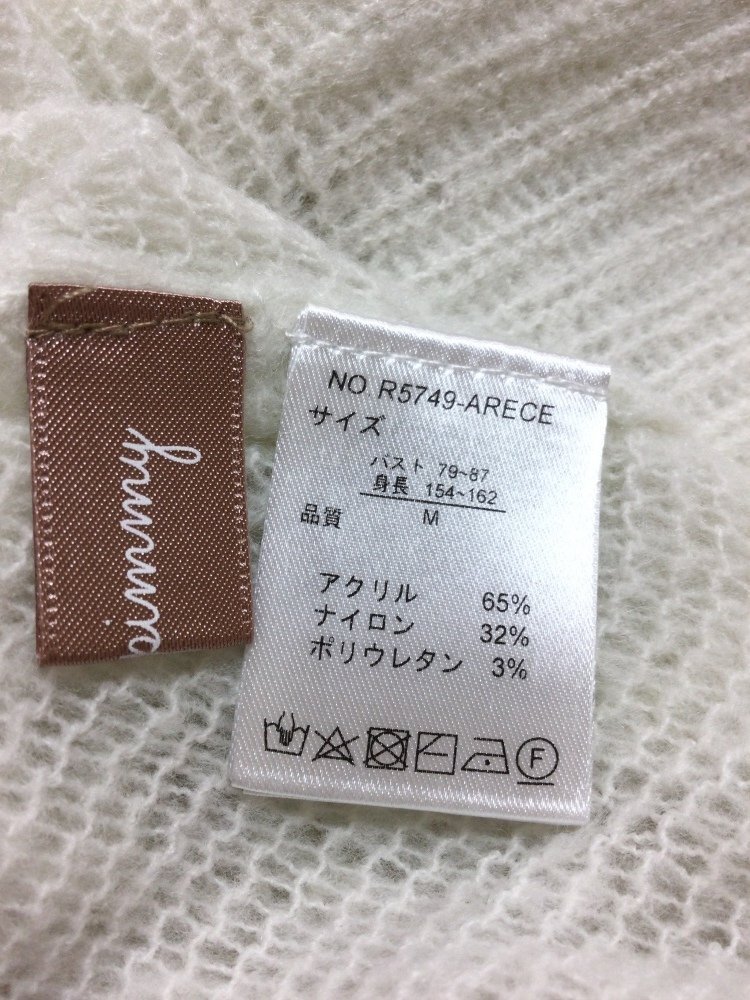 NO. R5749-ARECE
サイズ
バスト 79~87
身長 154~162
品質 M
アクリル 65%
ナイロン 32%
ポリウレタン 3%
F